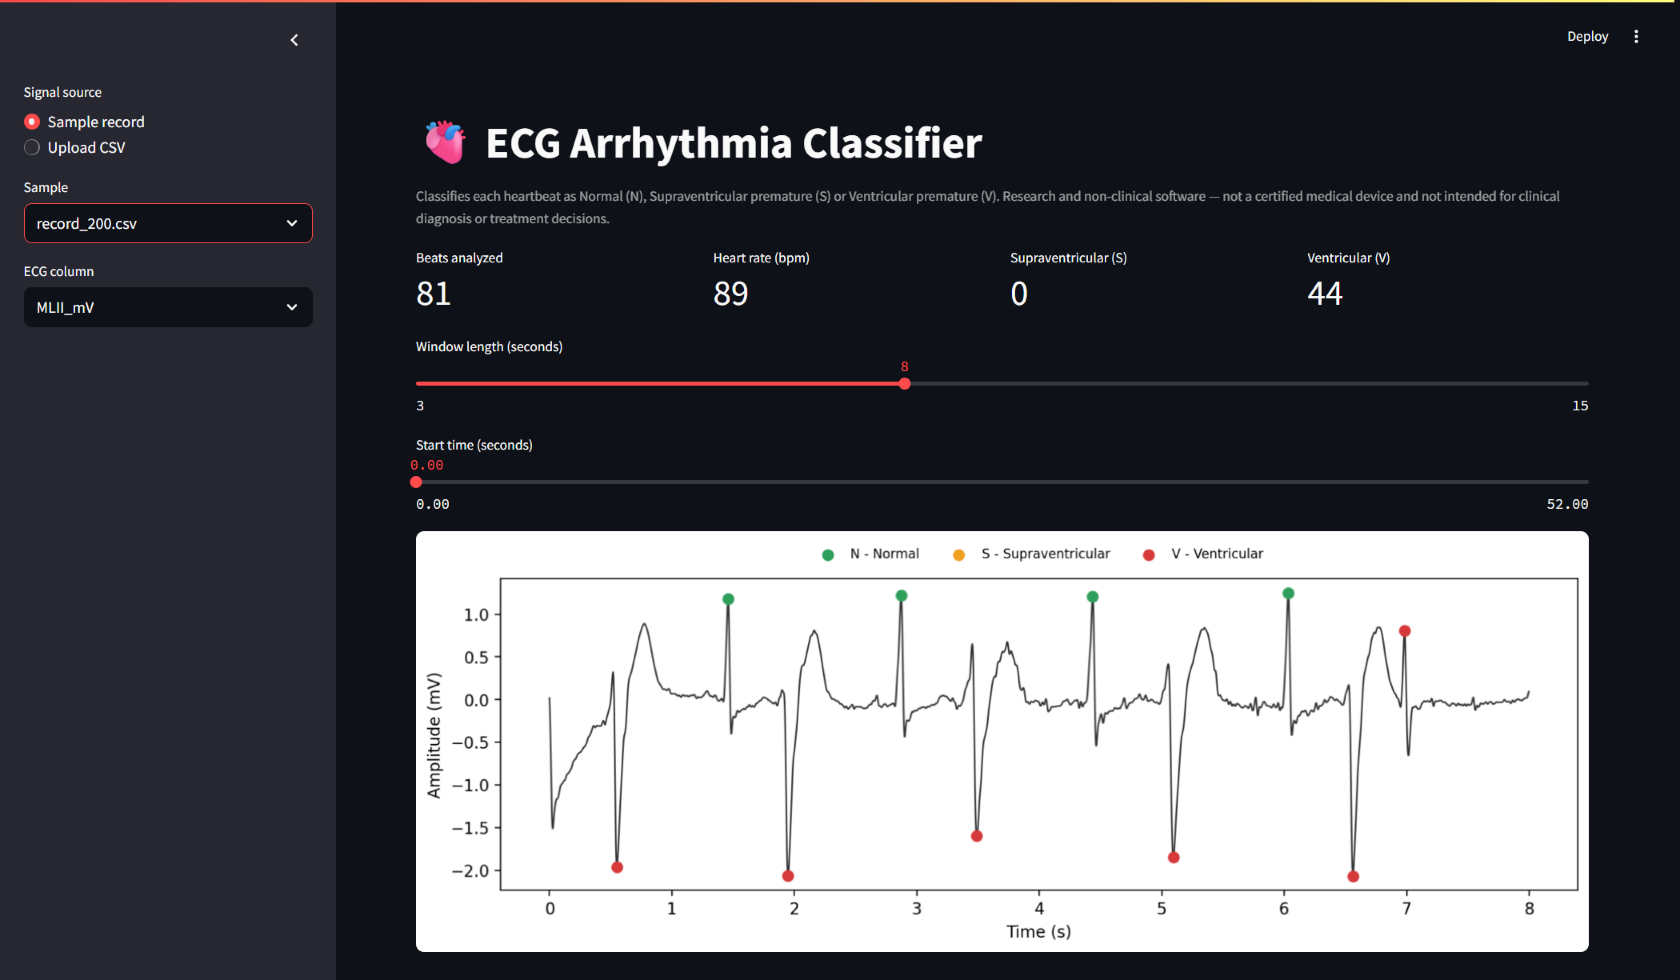 Deploy
Signal source
Sample record
Upload CSV
Sample
record_200.csv
ECG column
MLII_mV
ECG Arrhythmia Classifier
Classifies each heartbeat as Normal (N), Supraventricular premature (S) or Ventricular premature (V). Research and non-clinical software — not a certified medical device and not intended for clinical
diagnosis or treatment decisions.
Beats analyzed
81
Heart rate (bpm)
89
Supraventricular (S)
0
Ventricular (V)
44
Window length (seconds)
8
3 15
Start time (seconds)
0.00
0.00 52.00
N - Normal S - Supraventricular V - Ventricular
Amplitude (mV)
1.0
0.5
0.0
−0.5
−1.0
−1.5
−2.0
0 1 2 3 4 5 6 7 8
Time (s)